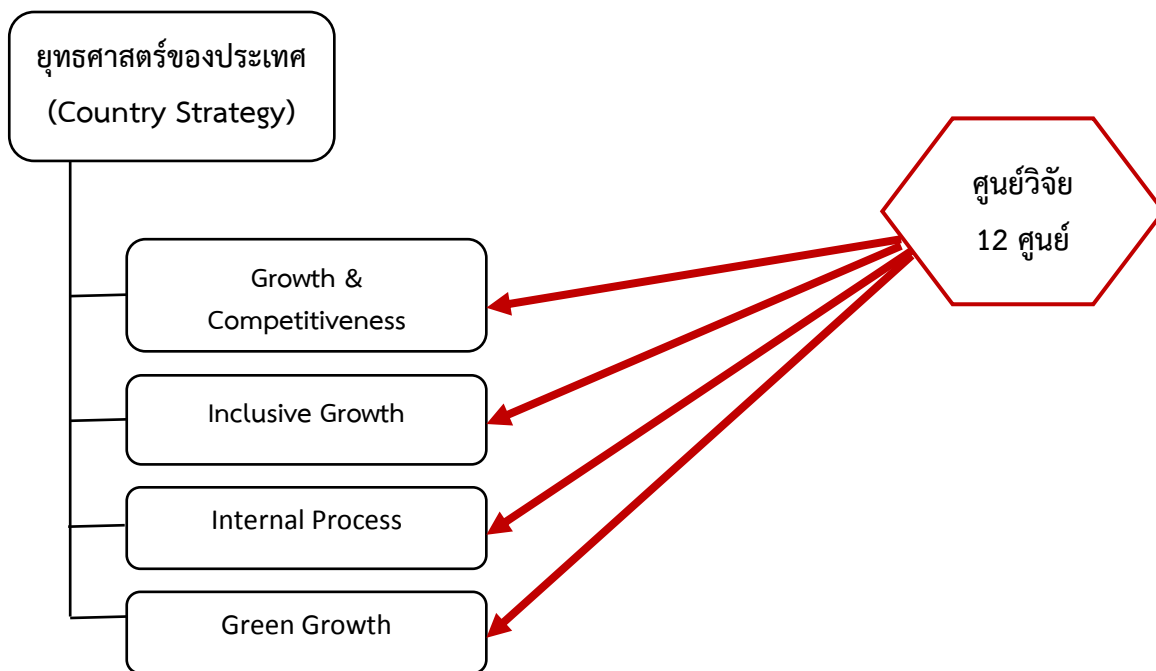 ยุทธศาสตร์ของประเทศ
(Country Strategy)
ศูนย์วิจัย
12 ศูนย์
Growth &
Competitiveness
Inclusive Growth
Internal Process
Green Growth